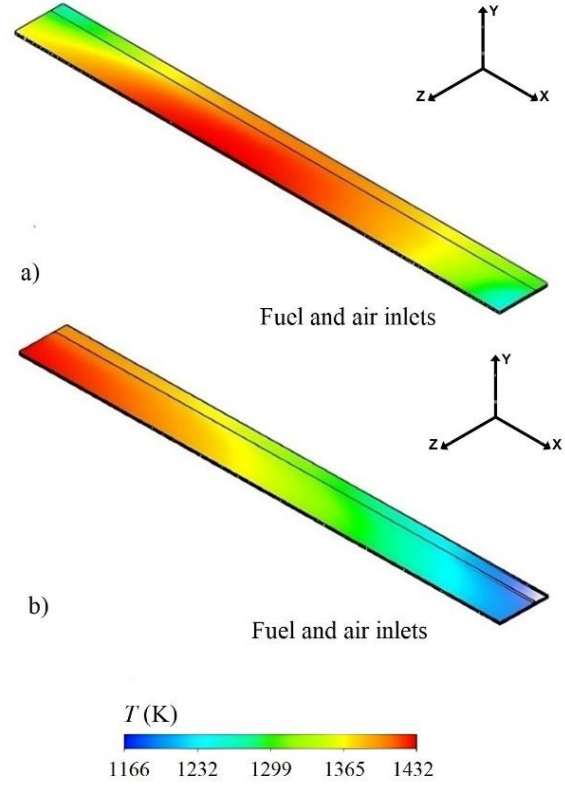 Y
Z
X
a)
Fuel and air inlets
Y
Z
X
b)
Fuel and air inlets
T (K)
1166 1232 1299 1365 1432